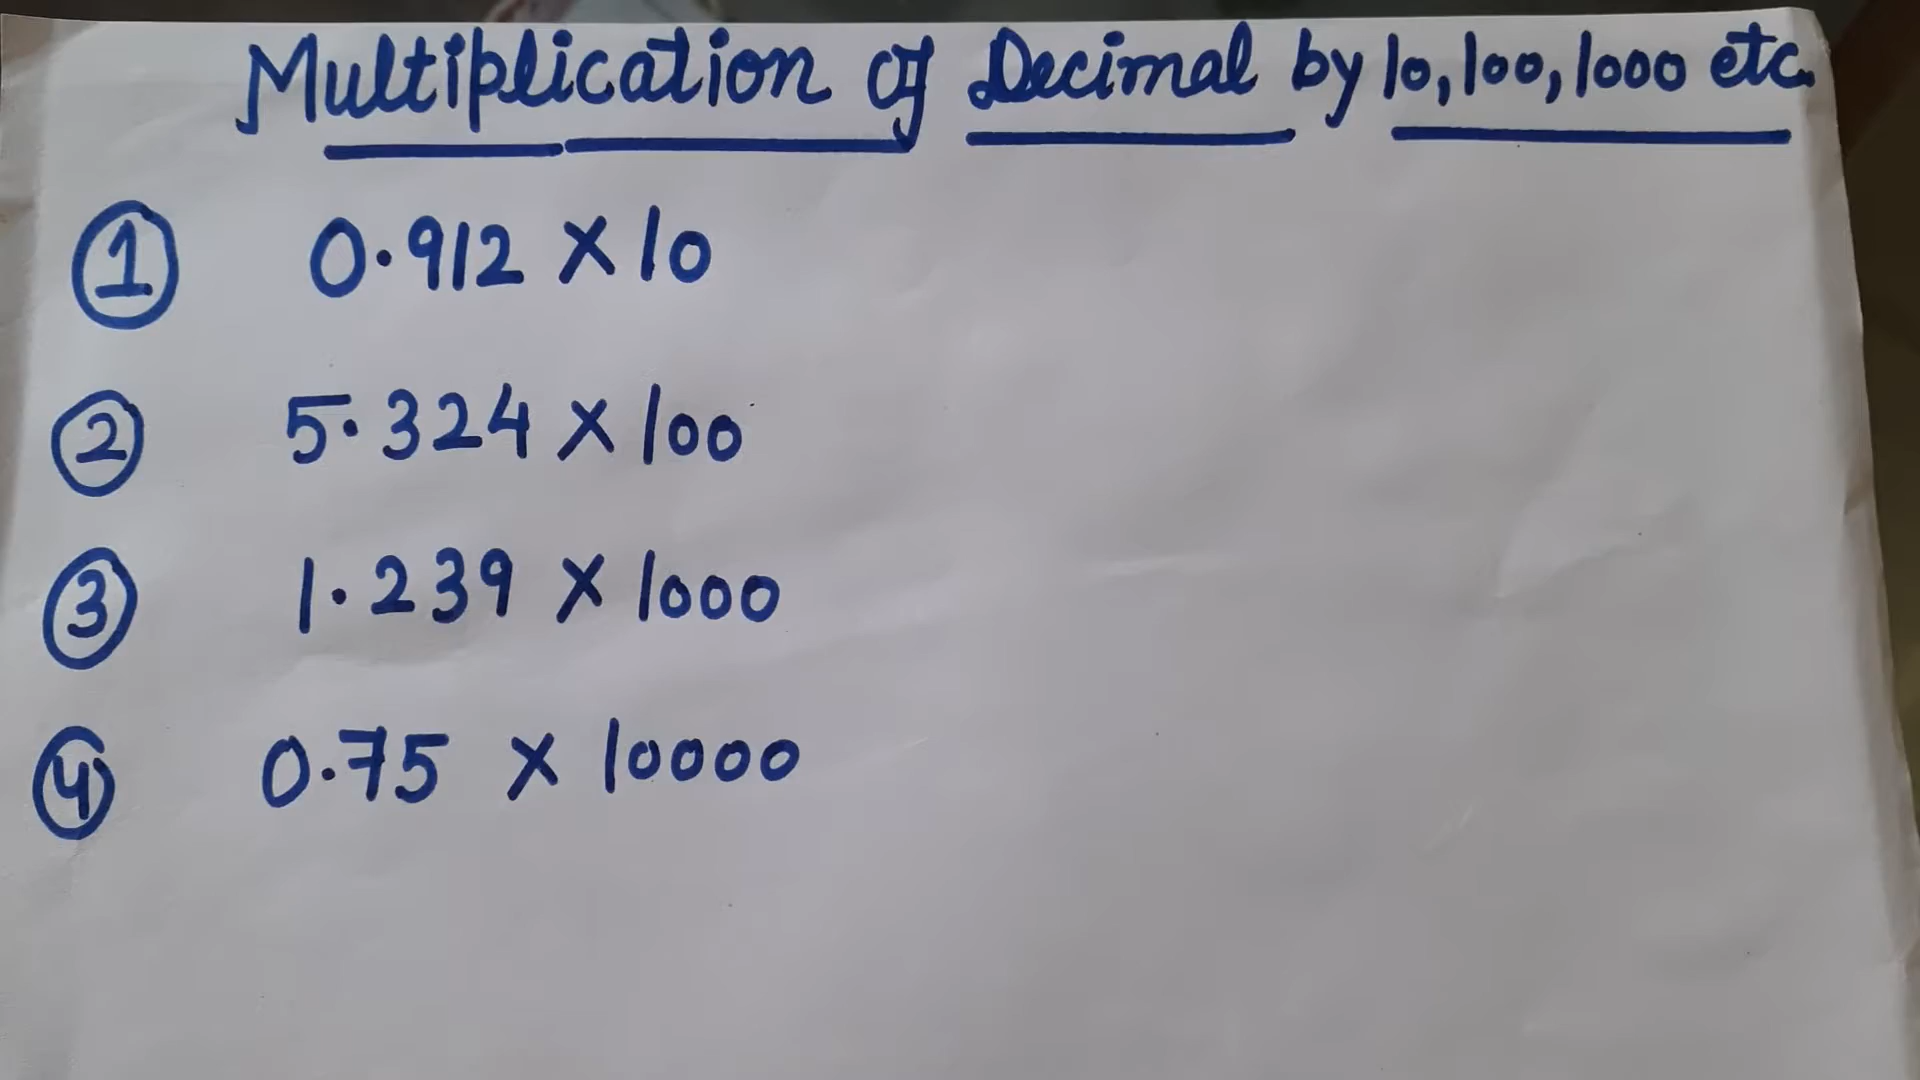 Multiplication of Decimal by 10, 100, 1000 etc.
1 0.912 × 10
2 5.324 × 100
3 1.239 × 1000
4 0.75 × 10000